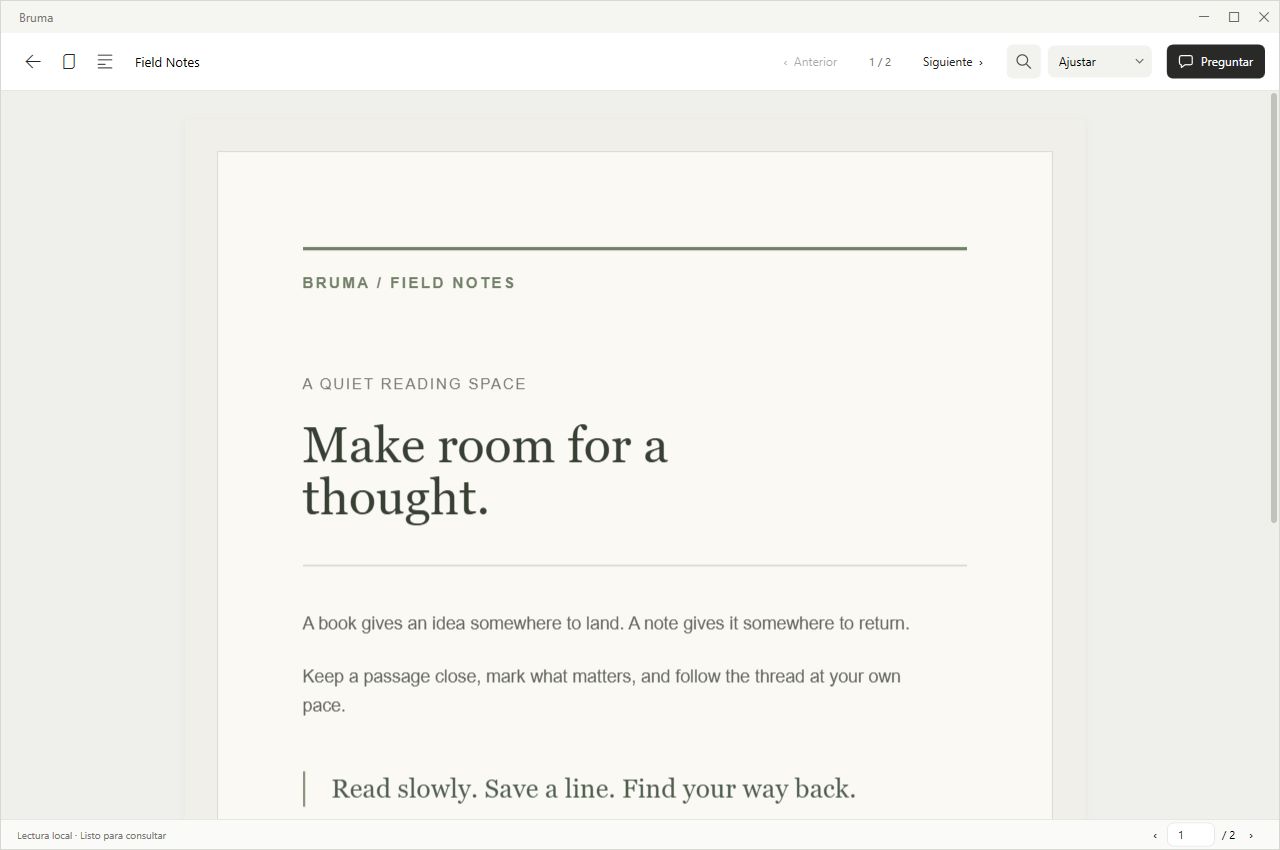 Bruma
Field Notes
‹ Anterior
1 / 2
Siguiente ›
Ajustar
Preguntar
BRUMA / FIELD NOTES
A QUIET READING SPACE
Make room for a
thought.
A book gives an idea somewhere to land. A note gives it somewhere to return.
Keep a passage close, mark what matters, and follow the thread at your own
pace.
Read slowly. Save a line. Find your way back.
Lectura local · Listo para consultar
‹ 1 / 2 ›